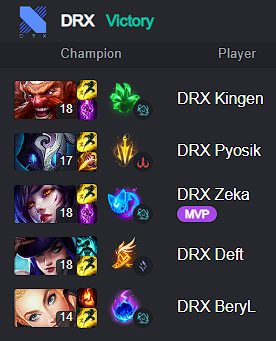 DRX Victory
DRX
Champion Player
18 DRX Kingen
17 DRX Pyosik
18 DRX Zeka
MVP
18 DRX Deft
14 DRX BeryL